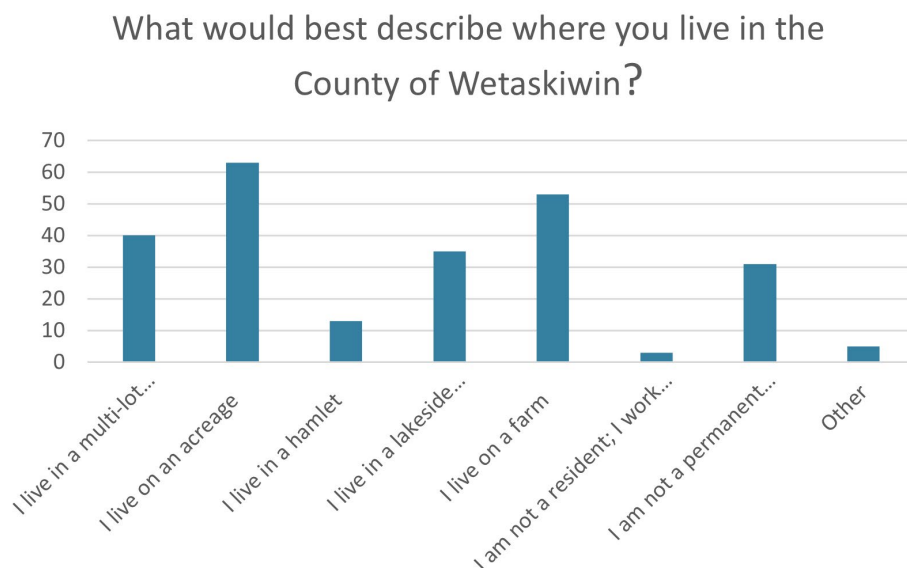 What would best describe where you live in the
County of Wetaskiwin?
70
60
50
40
30
20
10
0
I live in a multi-lot...
I live on an acreage
I live in a hamlet
I live in a lakeside...
I live on a farm
I am not a resident; I work...
I am not a permanent...
Other